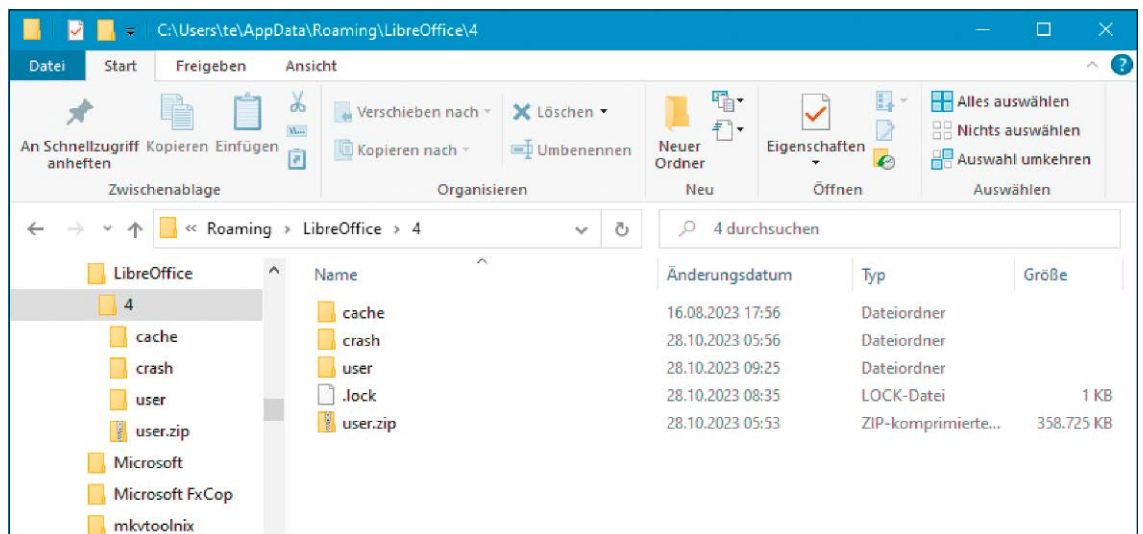 C:\Users\te\AppData\Roaming\LibreOffice\4
Datei Start Freigeben Ansicht
An Schnellzugriff anheften
Kopieren
Einfügen
Zwischenablage
Verschieben nach
Kopieren nach
Löschen
Umbenennen
Organisieren
Neuer Ordner
Neu
Eigenschaften
Öffnen
Alles auswählen
Nichts auswählen
Auswahl umkehren
Auswählen
« Roaming > LibreOffice > 4
4 durchsuchen
LibreOffice
4
cache
crash
user
user.zip
Microsoft
Microsoft FxCop
mkvtoolnix
Name Änderungsdatum Typ Größe
cache 16.08.2023 17:56 Dateiordner
crash 28.10.2023 05:56 Dateiordner
user 28.10.2023 09:25 Dateiordner
.lock 28.10.2023 08:35 LOCK-Datei 1 KB
user.zip 28.10.2023 05:53 ZIP-komprimierte... 358.725 KB